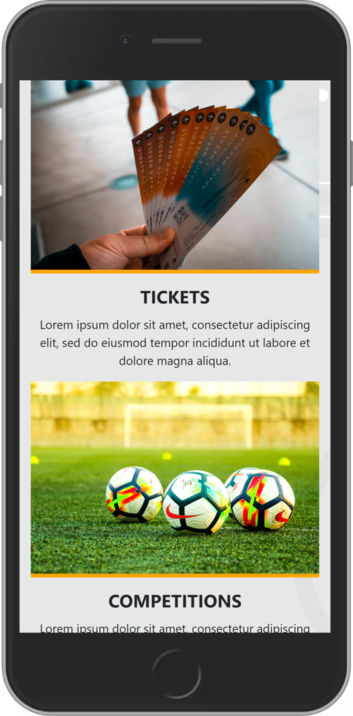 TICKETS
Lorem ipsum dolor sit amet, consectetur adipiscing
elit, sed do eiusmod tempor incididunt ut labore et
dolore magna aliqua.
COMPETITIONS
Lorem ipsum dolor sit amet, consectetur adipiscing